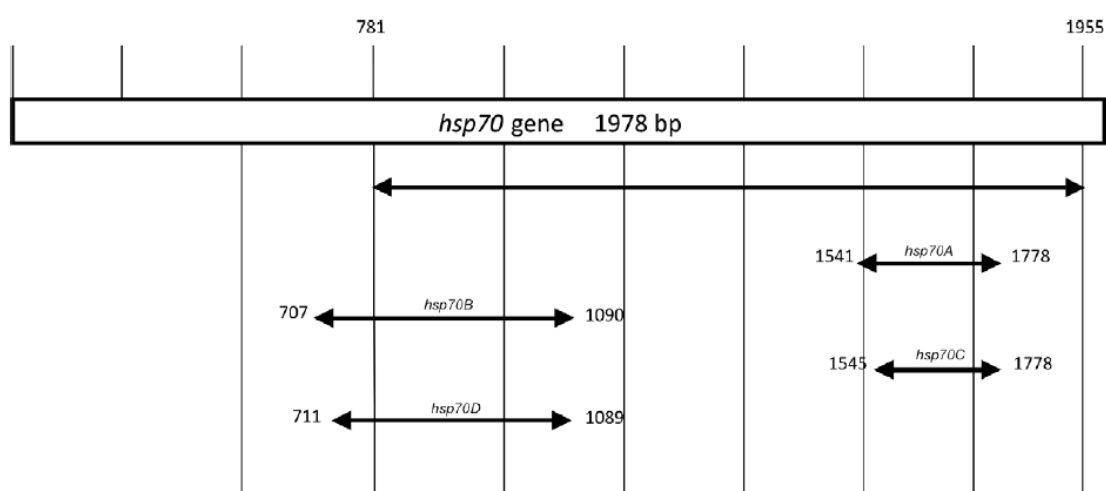 781 1955
hsp70 gene 1978 bp
1541 hsp70A 1778
707 hsp70B 1090
1545 hsp70C 1778
711 hsp70D 1089